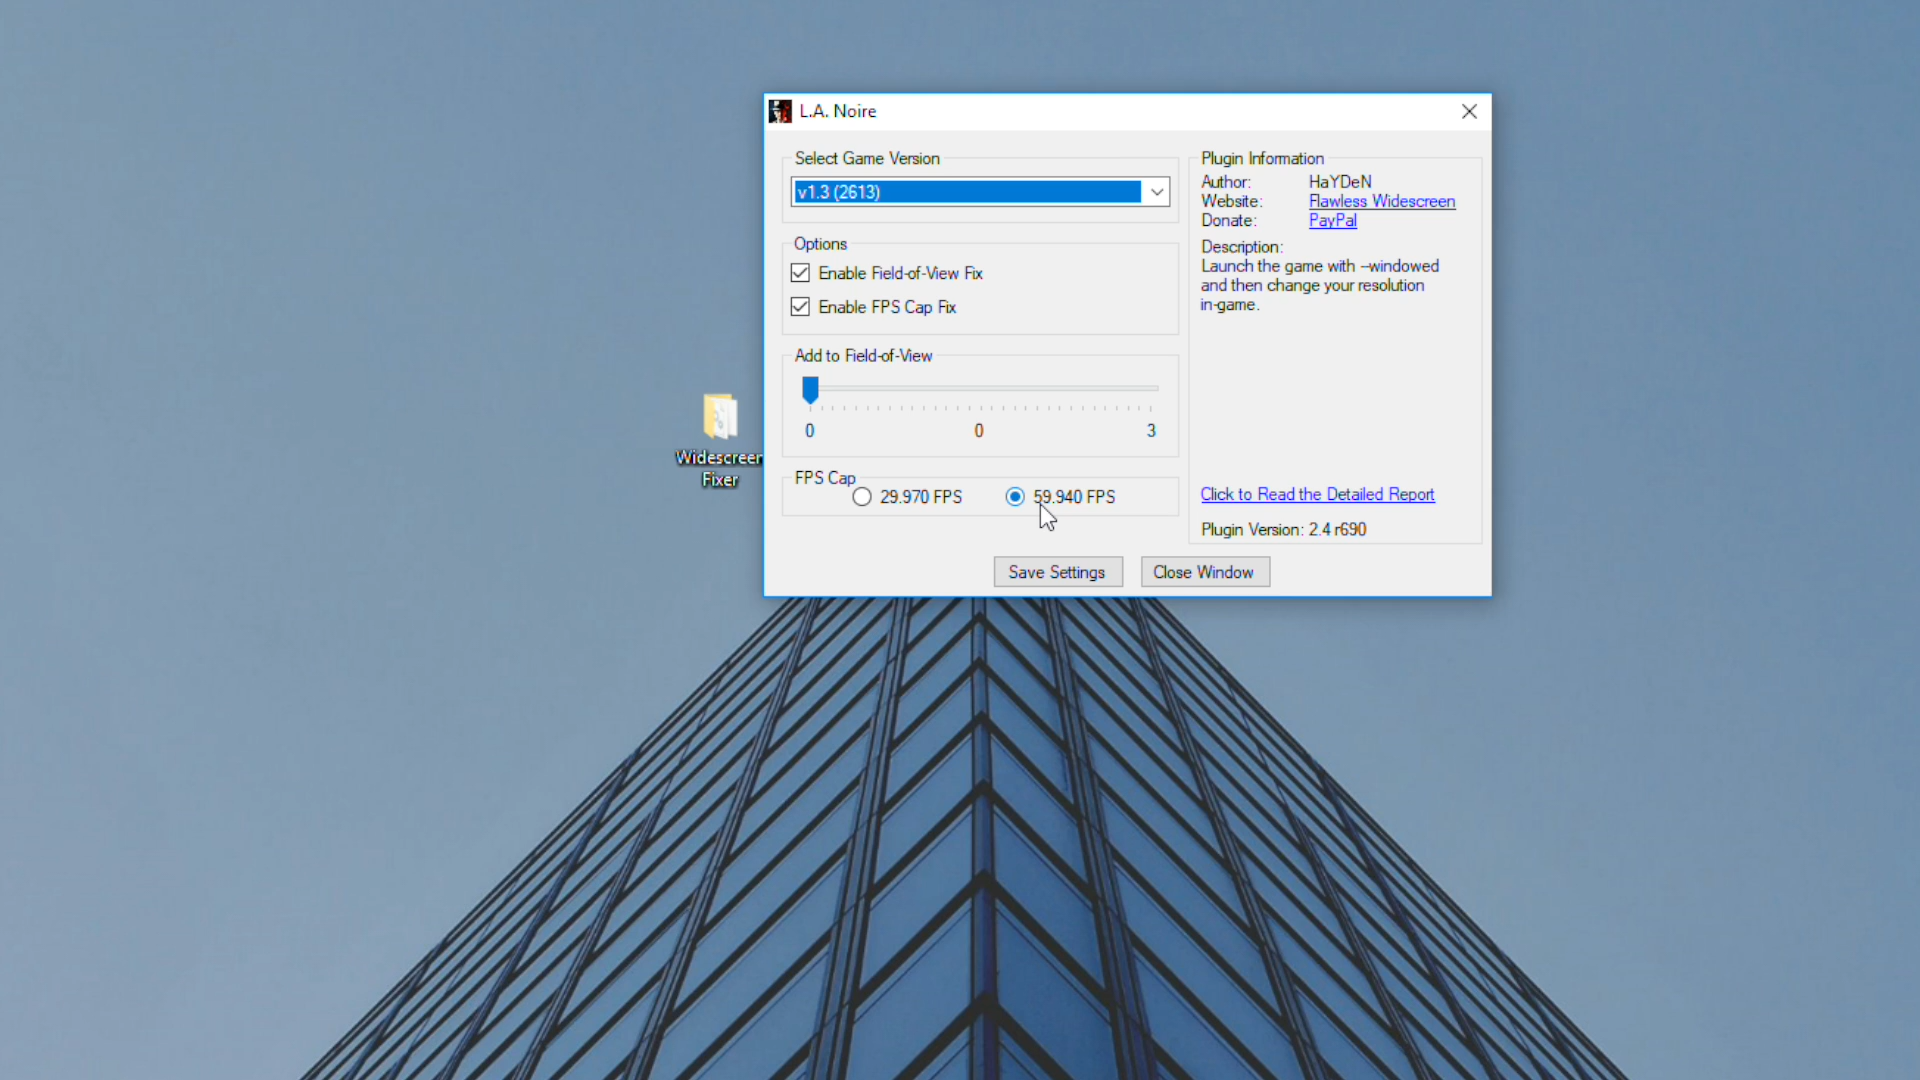 L.A. Noire
Select Game Version
v1.3 (2613)
Options
Enable Field-of-View Fix
Enable FPS Cap Fix
Add to Field-of-View
0 0 3
FPS Cap
29.970 FPS 59.940 FPS
Save Settings Close Window
Plugin Information
Author: HaYDeN
Website: Flawless Widescreen
Donate: PayPal
Description:
Launch the game with --windowed
and then change your resolution
in-game.
Click to Read the Detailed Report
Plugin Version: 2.4 r690
Widescreen
Fixer